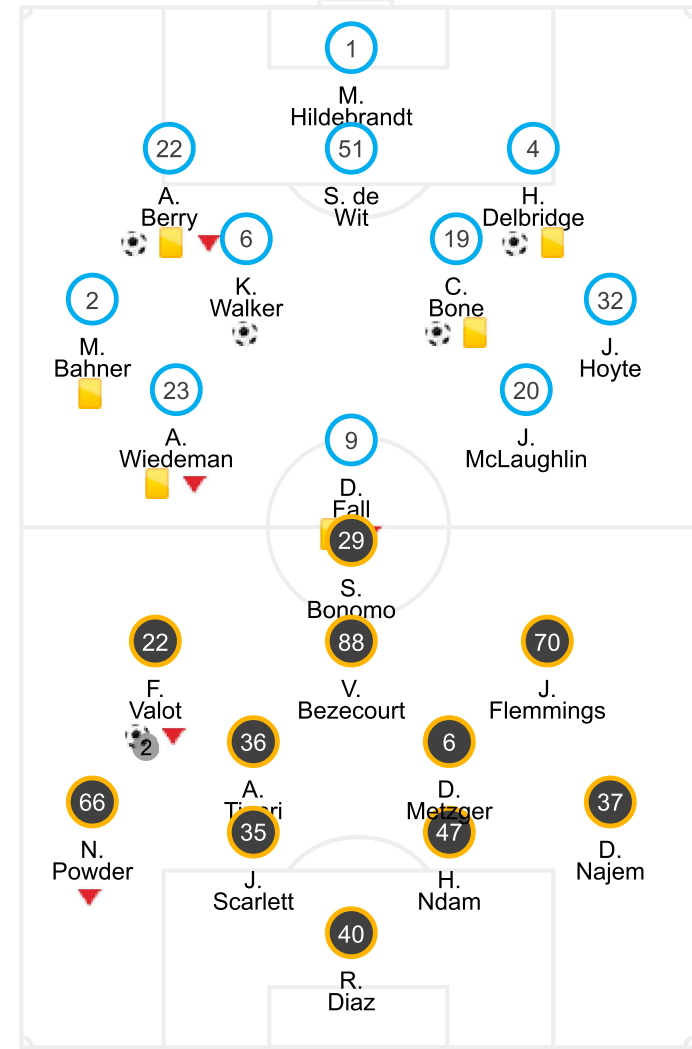 1
M.
Hildebrandt
22
51
4
A.
Berry
S. de
Wit
H.
Delbridge
6
19
K.
Walker
C.
Bone
2
32
M.
Bahner
J.
Hoyte
23
20
A.
Wiedeman
J.
McLaughlin
9
D.
Fall
29
S.
Bonomo
22
88
70
F.
Valot
V.
Bezecourt
J.
Flemmings
2
36
6
A.
D.
Metzger
66
37
N.
Powder
D.
Najem
35
47
J.
Scarlett
H.
Ndam
40
R.
Diaz